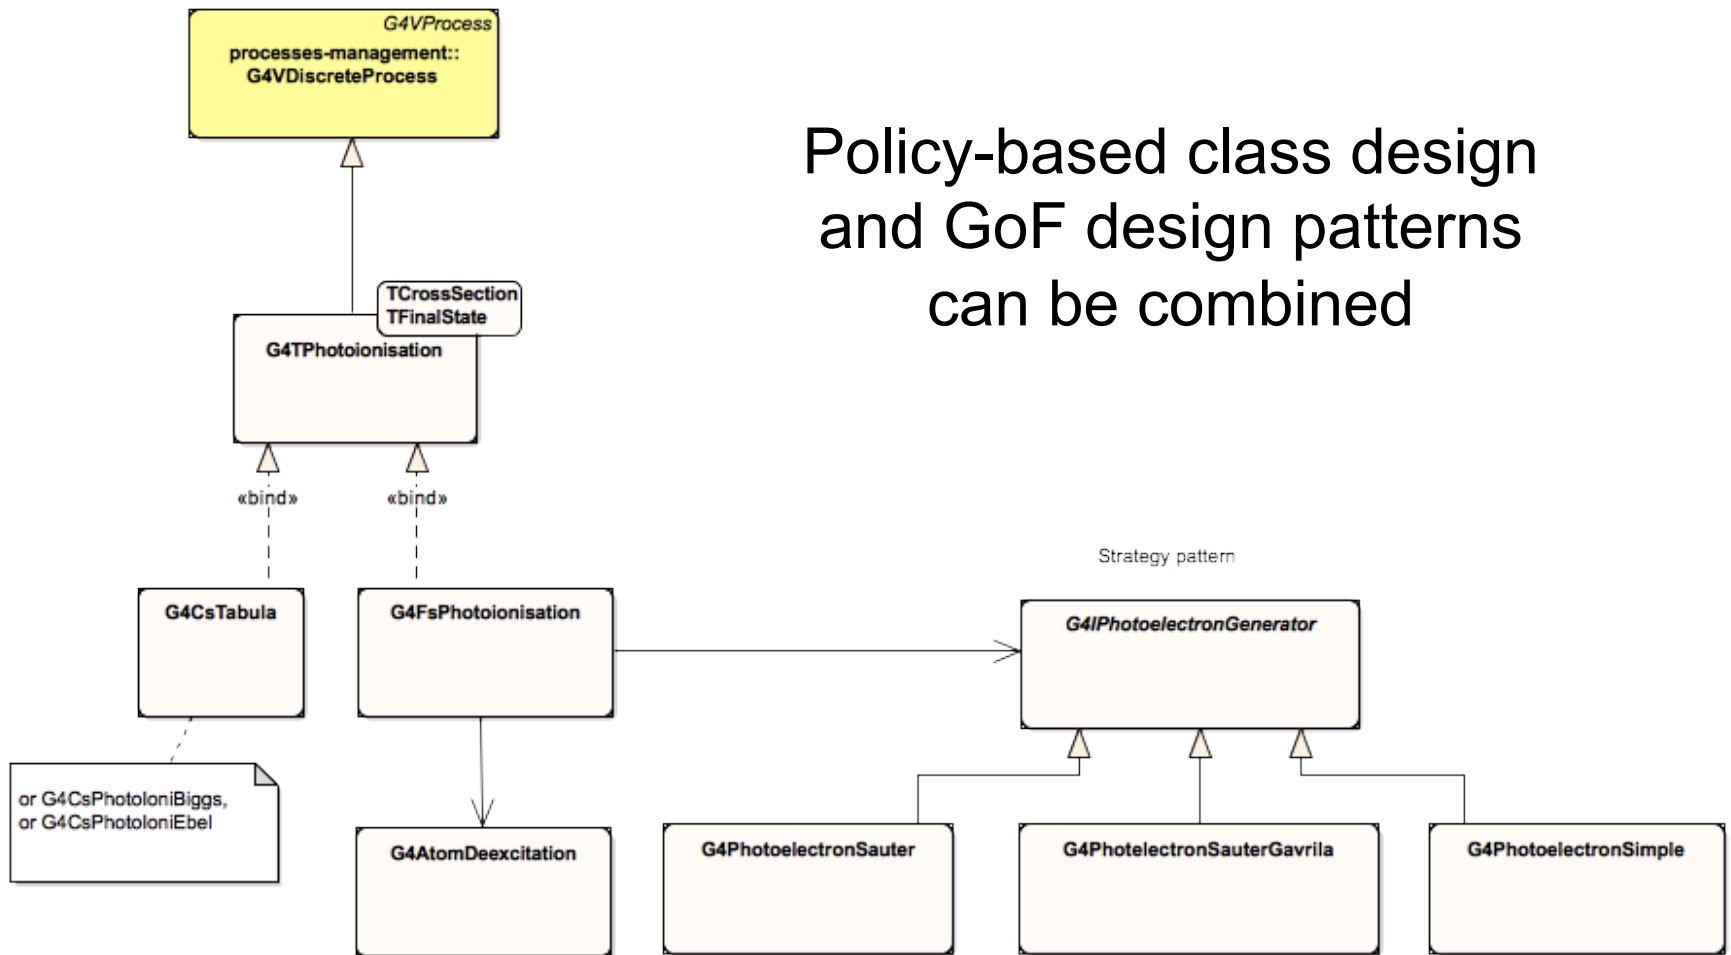 G4VProcess
processes-management::
G4VDiscreteProcess
Policy-based class design
and GoF design patterns
can be combined
TCrossSection
TFinalState
G4TPhotoionisation
«bind»
«bind»
Strategy pattern
G4CsTabula
G4FsPhotoionisation
G4IPhotoelectronGenerator
or G4CsPhotoIoniBiggs,
or G4CsPhotoIoniEbel
G4AtomDeexcitation
G4PhotoelectronSauter
G4PhotelectronSauterGavrila
G4PhotoelectronSimple